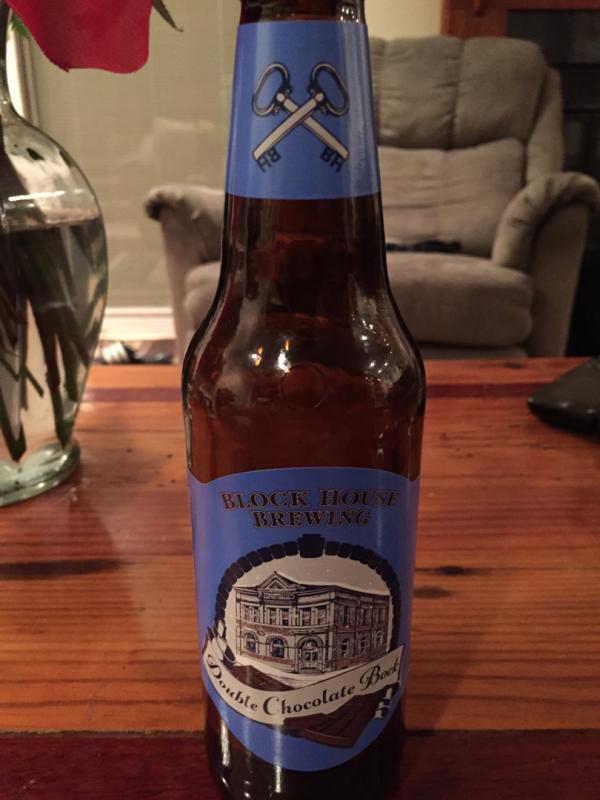 BLOCK HOUSE
BREWING
Double Chocolate Bock